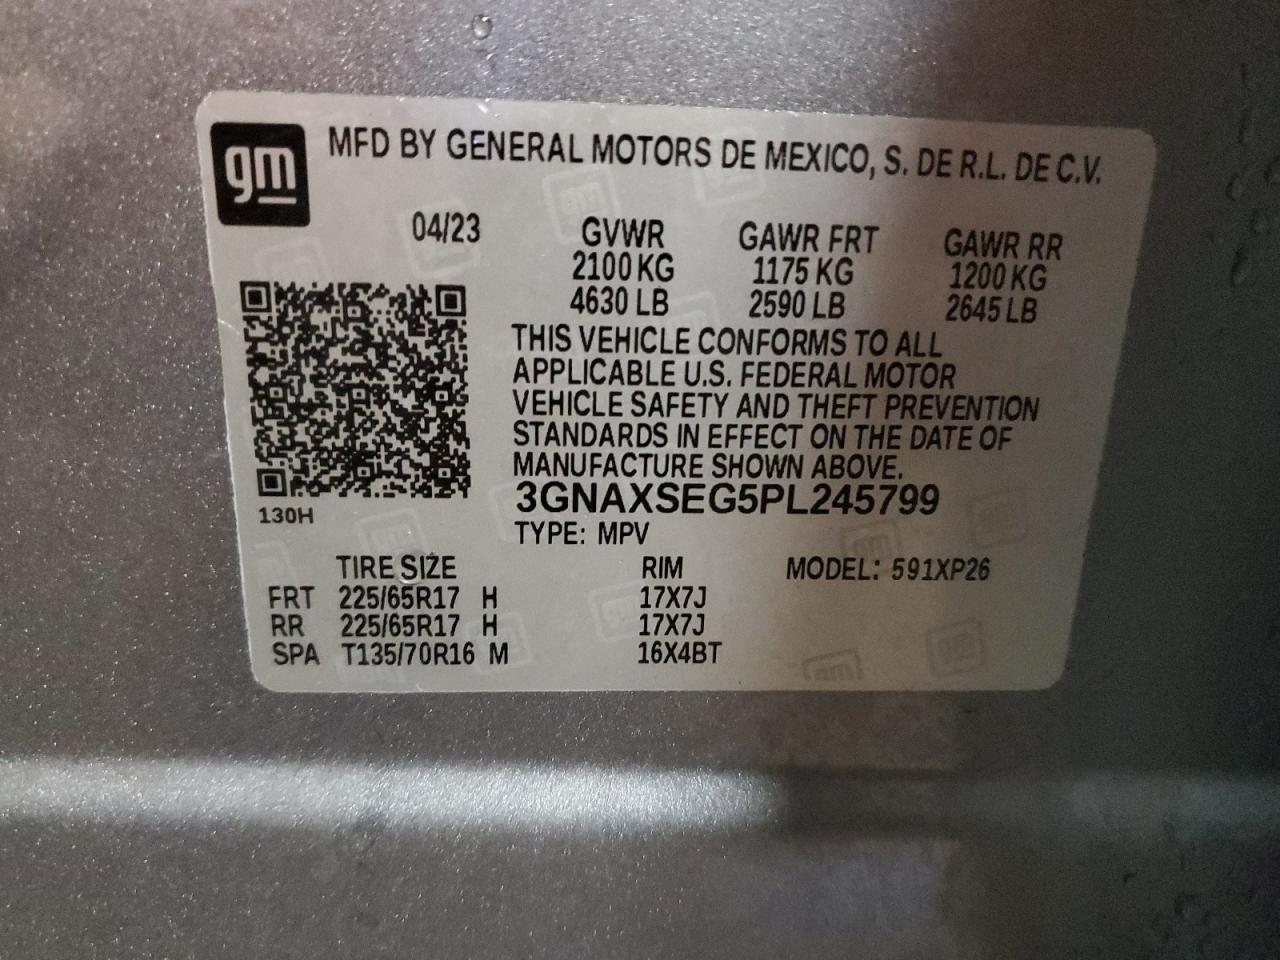 gm
MFD BY GENERAL MOTORS DE MEXICO, S. DE R.L. DE C.V.
04/23 GVWR GAWR FRT GAWR RR
2100 KG 1175 KG 1200 KG
4630 LB 2590 LB 2645 LB
THIS VEHICLE CONFORMS TO ALL
APPLICABLE U.S. FEDERAL MOTOR
VEHICLE SAFETY AND THEFT PREVENTION
STANDARDS IN EFFECT ON THE DATE OF
MANUFACTURE SHOWN ABOVE.
3GNAXSEG5PL245799
130H
TYPE: MPV
TIRE SIZE RIM MODEL: 591XP26
FRT 225/65R17 H 17X7J
RR 225/65R17 H 17X7J
SPA T135/70R16 M 16X4BT